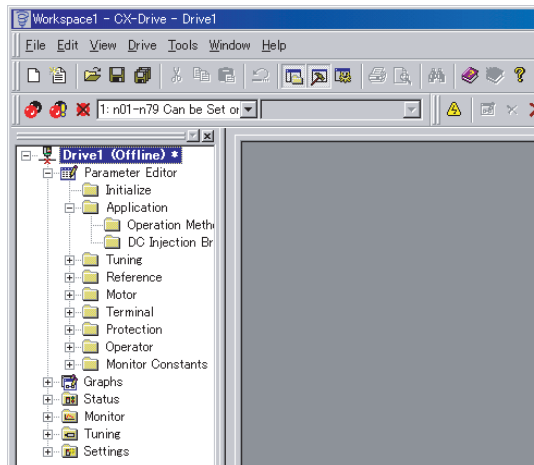 Workspace1 - CX-Drive - Drive1
File Edit View Drive Tools Window Help
1: n01-n79 Can be Set or
Drive1 (Offline) *
Parameter Editor
Initialize
Application
Operation Meth
DC Injection Br
Tuning
Reference
Motor
Terminal
Protection
Operator
Monitor Constants
Graphs
Status
Monitor
Tuning
Settings